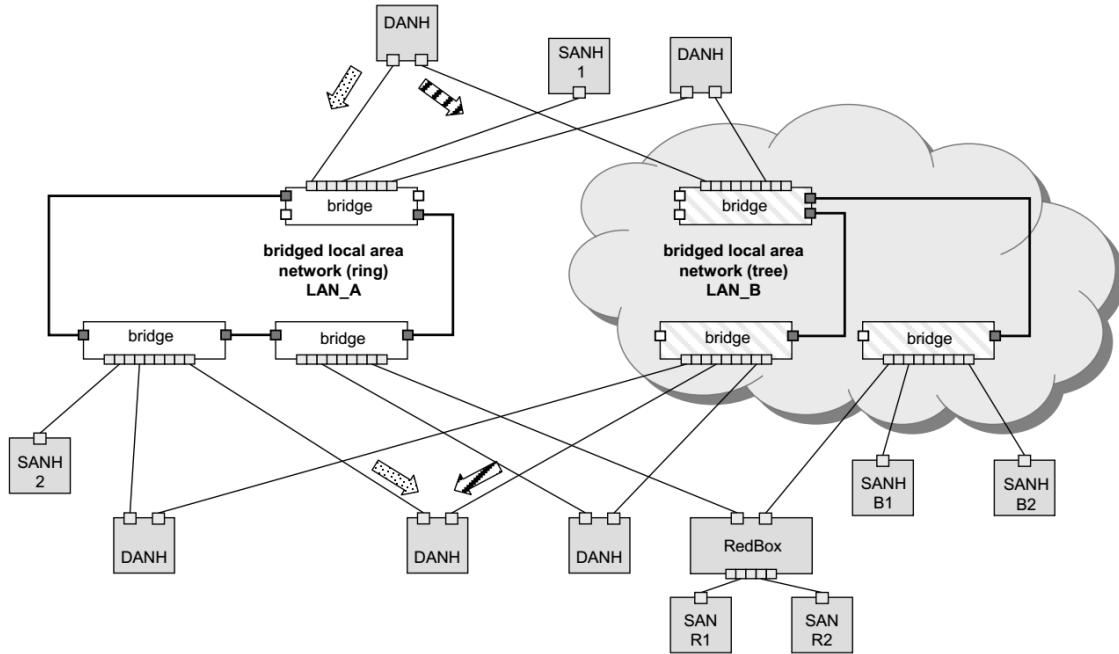 DANH
SANH
1
DANH
bridge
bridge
bridged local area
network (ring)
LAN_A
bridged local area
network (tree)
LAN_B
bridge
bridge
bridge
bridge
SANH
2
SANH
B1
SANH
B2
DANH
DANH
DANH
RedBox
SAN
R1
SAN
R2